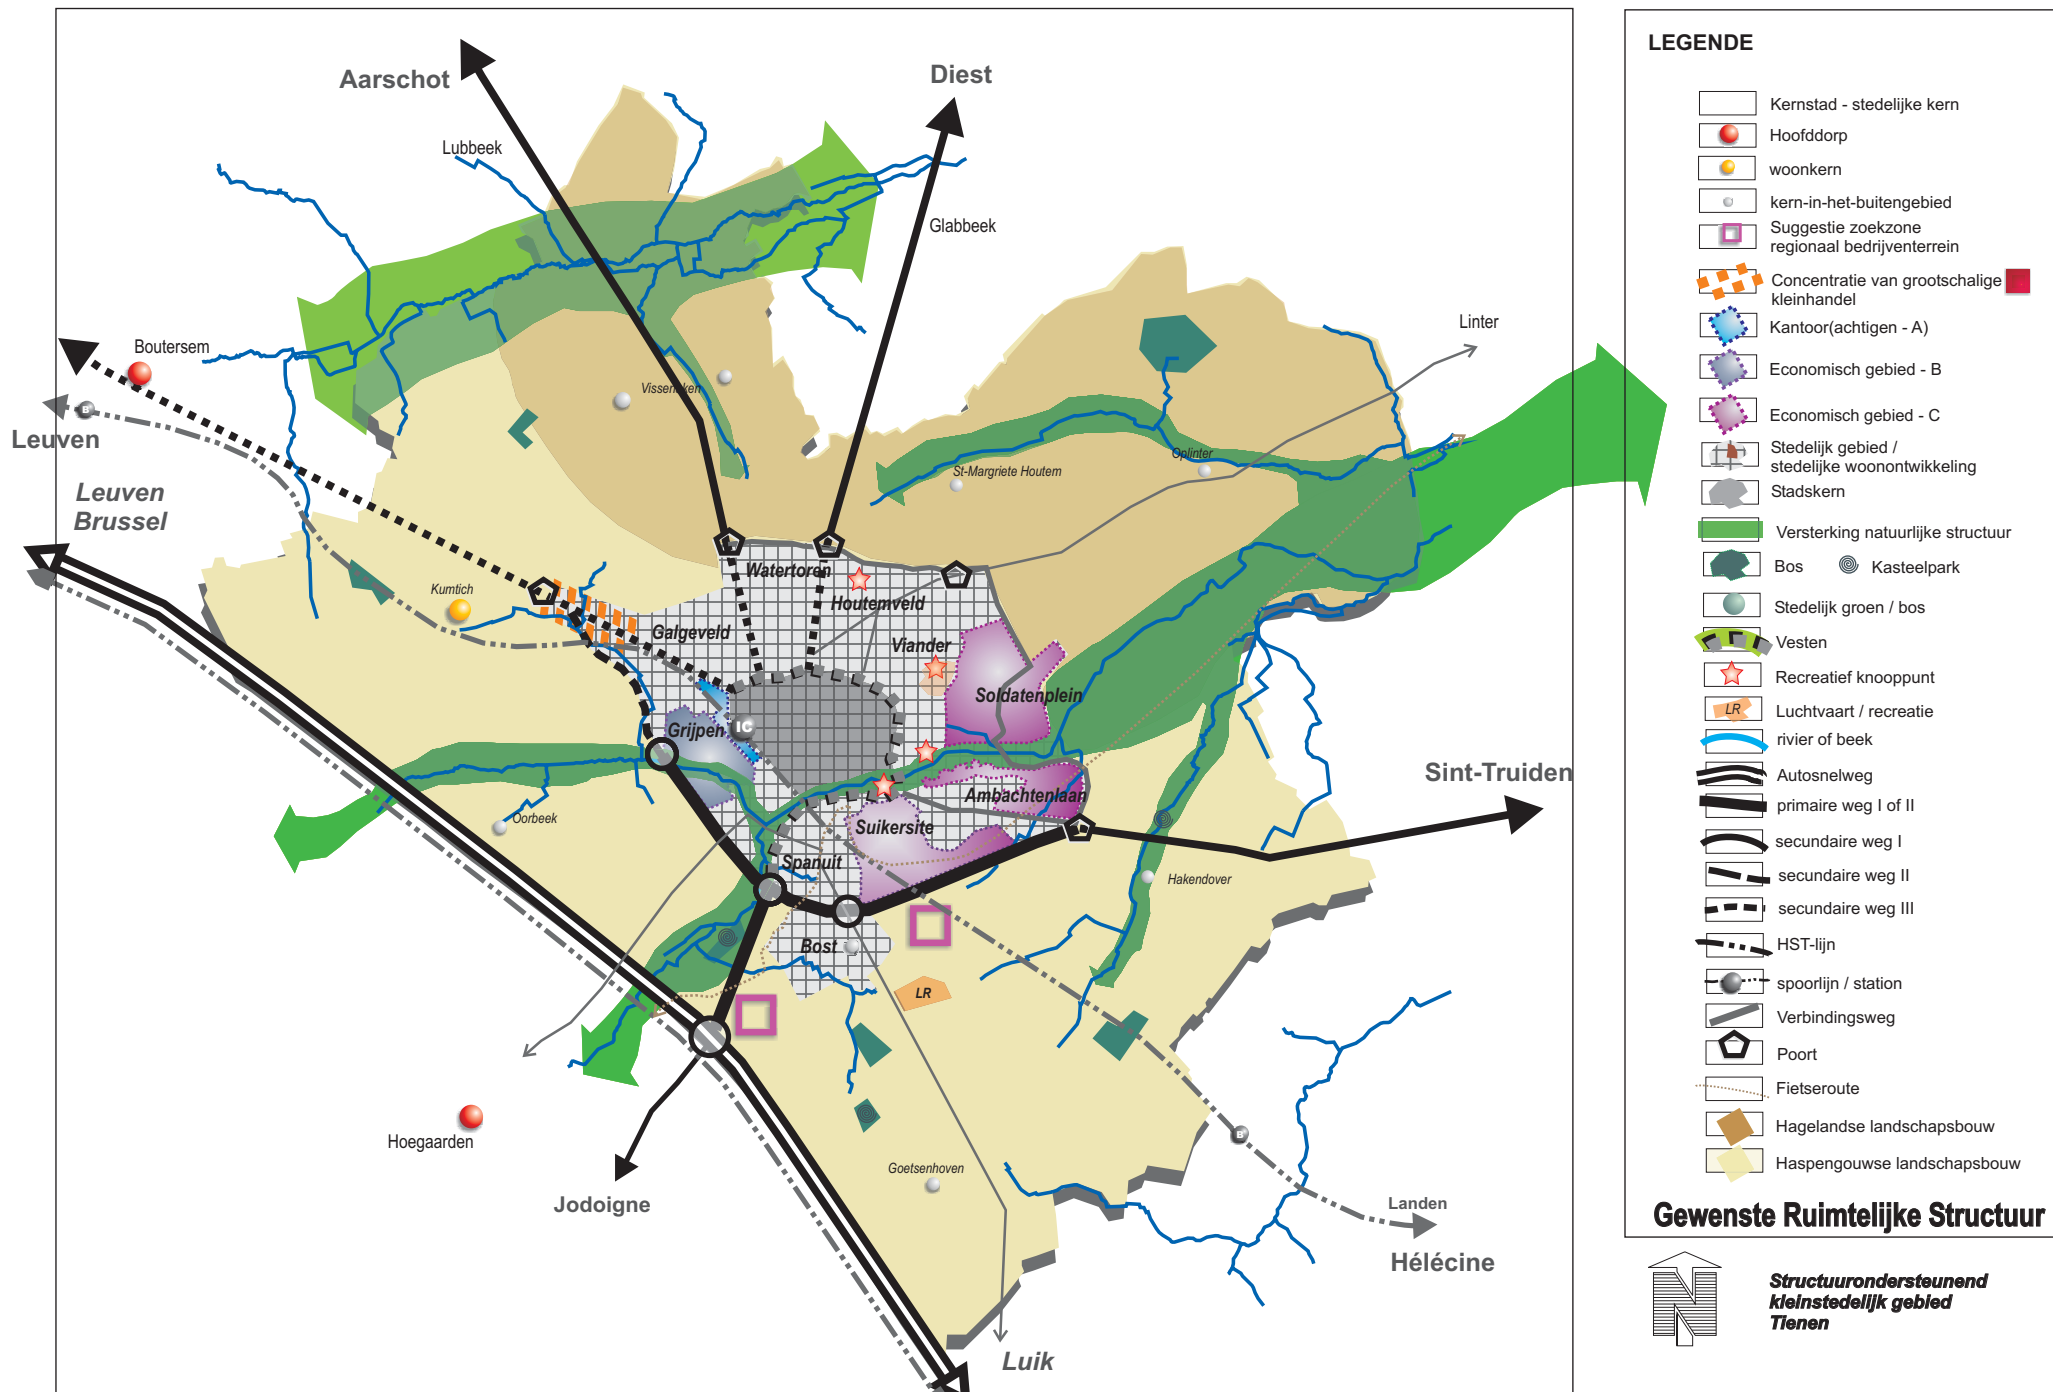 Aarschot
Diest
Lubbeek
Glabbeek
Linter
Boutersem
B
Leuven
Leuven
Brussel
Vissenaken
St-Margriete Houtem
Oplinter
Kumtich
Watertoren
Houtemveld
Galgeveld
Viander
Soldatenplein
Grijpen
IC
Sint-Truiden
Ambachtenlaan
Oorbeek
Suikersite
Spanuit
Hakendover
Bost
LR
Hoegaarden
B
Goetsenhoven
Jodoigne
Landen
Hélécine
Luik
LEGENDE
Kernstad - stedelijke kern
Hoofddorp
woonkern
kern-in-het-buitengebied
Suggestie zoekzone
regionaal bedrijventerrein
Concentratie van grootschalige
kleinhandel
Kantoor(achtigen - A)
Economisch gebied - B
Economisch gebied - C
Stedelijk gebied /
stedelijke woonontwikkeling
Stadskern
Versterking natuurlijke structuur
Bos
Kasteelpark
Stedelijk groen / bos
Vesten
Recreatief knooppunt
LR
Luchtvaart / recreatie
rivier of beek
Autosnelweg
primaire weg I of II
secundaire weg I
secundaire weg II
secundaire weg III
HST-lijn
spoorlijn / station
Verbindingsweg
Poort
Fietseroute
Hagelandse landschapsbouw
Haspengouwse landschapsbouw
Gewenste Ruimtelijke Structuur
N
Structuurondersteunend
kleinstedelijk gebied
Tienen